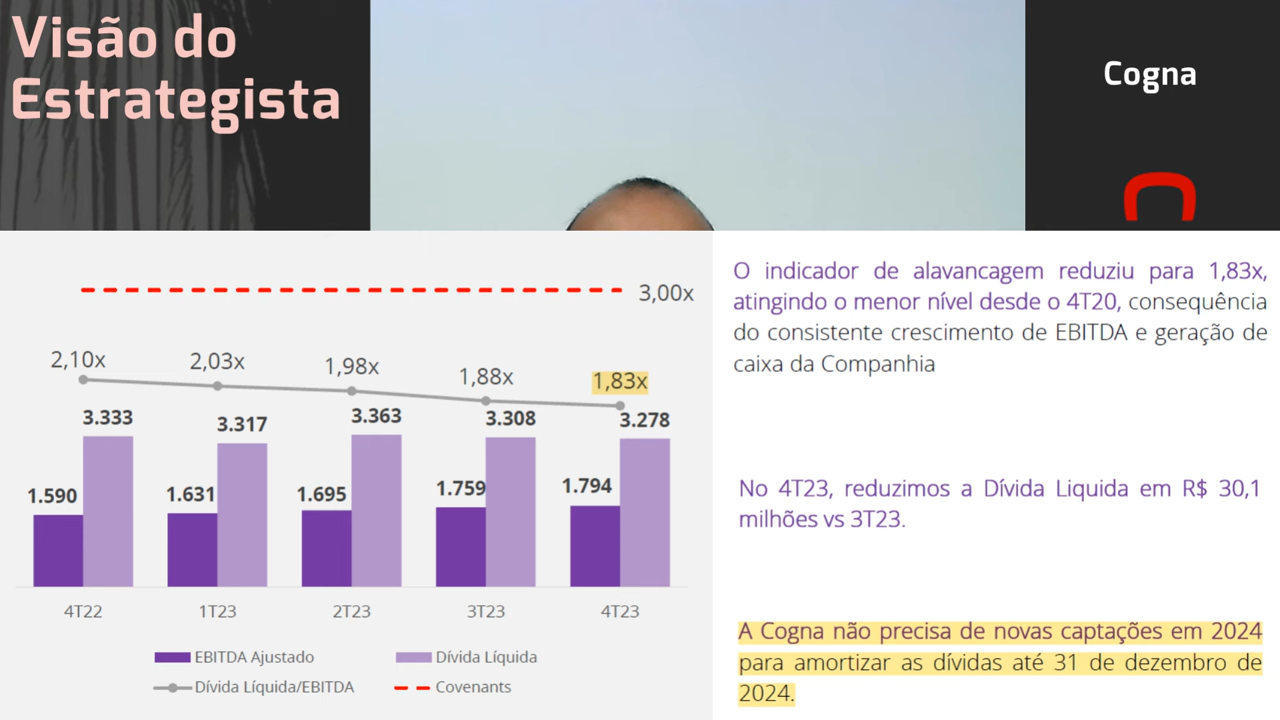 Visão do
Estrategista
Cogna
3,00x
2,10x
2,03x
1,98x
1,88x
1,83x
3.333
3.317
3.363
3.308
3.278
1.590
1.631
1.695
1.759
1.794
4T22
1T23
2T23
3T23
4T23
EBITDA Ajustado
Dívida Líquida
Dívida Líquida/EBITDA
Covenants
O indicador de alavancagem reduziu para 1,83x,
atingindo o menor nível desde o 4T20, consequência
do consistente crescimento de EBITDA e geração de
caixa da Companhia
No 4T23, reduzimos a Dívida Liquida em R$ 30,1
milhões vs 3T23.
A Cogna não precisa de novas captações em 2024
para amortizar as dívidas até 31 de dezembro de
2024.